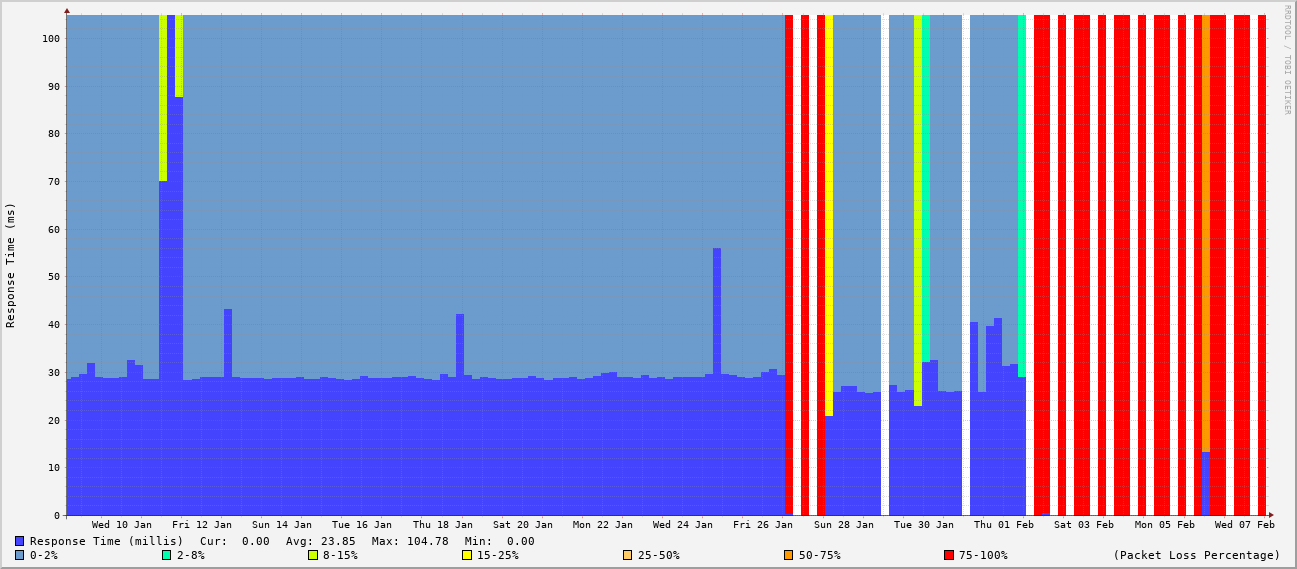 RRDTOOL / TOBI OETIKER
Response Time (ms)
100
90
80
70
60
50
40
30
20
10
0
Wed 10 Jan Fri 12 Jan Sun 14 Jan Tue 16 Jan Thu 18 Jan Sat 20 Jan Mon 22 Jan Wed 24 Jan Fri 26 Jan Sun 28 Jan Tue 30 Jan Thu 01 Feb Sat 03 Feb Mon 05 Feb Wed 07 Feb
Response Time (millis) Cur: 0.00 Avg: 23.85 Max: 104.78 Min: 0.00
0-2% 2-8% 8-15% 15-25% 25-50% 50-75% 75-100% (Packet Loss Percentage)